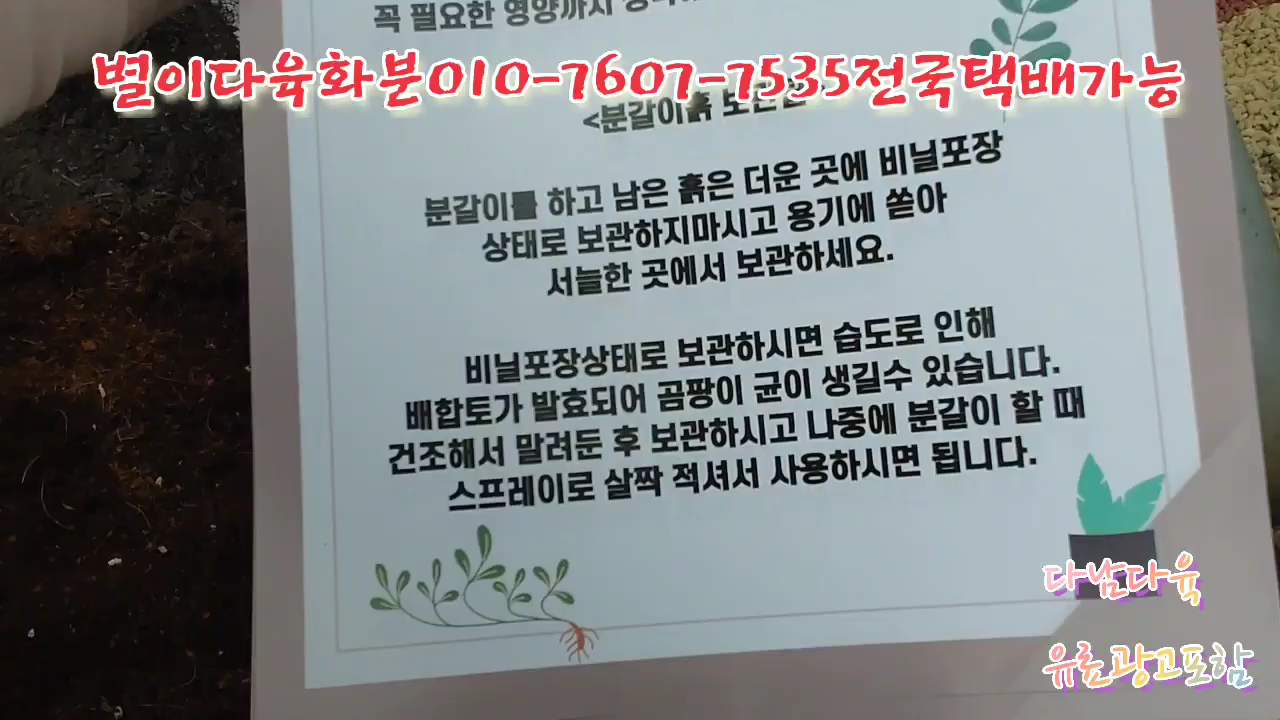 꼭 필요한 영양까지
별이다육화분010-7607-7535전국택배가능
<분갈이흙 보관법>
분갈이를 하고 남은 흙은 더운 곳에 비닐포장
상태로 보관하지마시고 용기에 쏟아
서늘한 곳에서 보관하세요.
비닐포장상태로 보관하시면 습도로 인해
배합토가 발효되어 곰팡이 균이 생길수 있습니다.
건조해서 말려둔 후 보관하시고 나중에 분갈이 할 때
스프레이로 살짝 적셔서 사용하시면 됩니다.
다남다육
유료광고포함